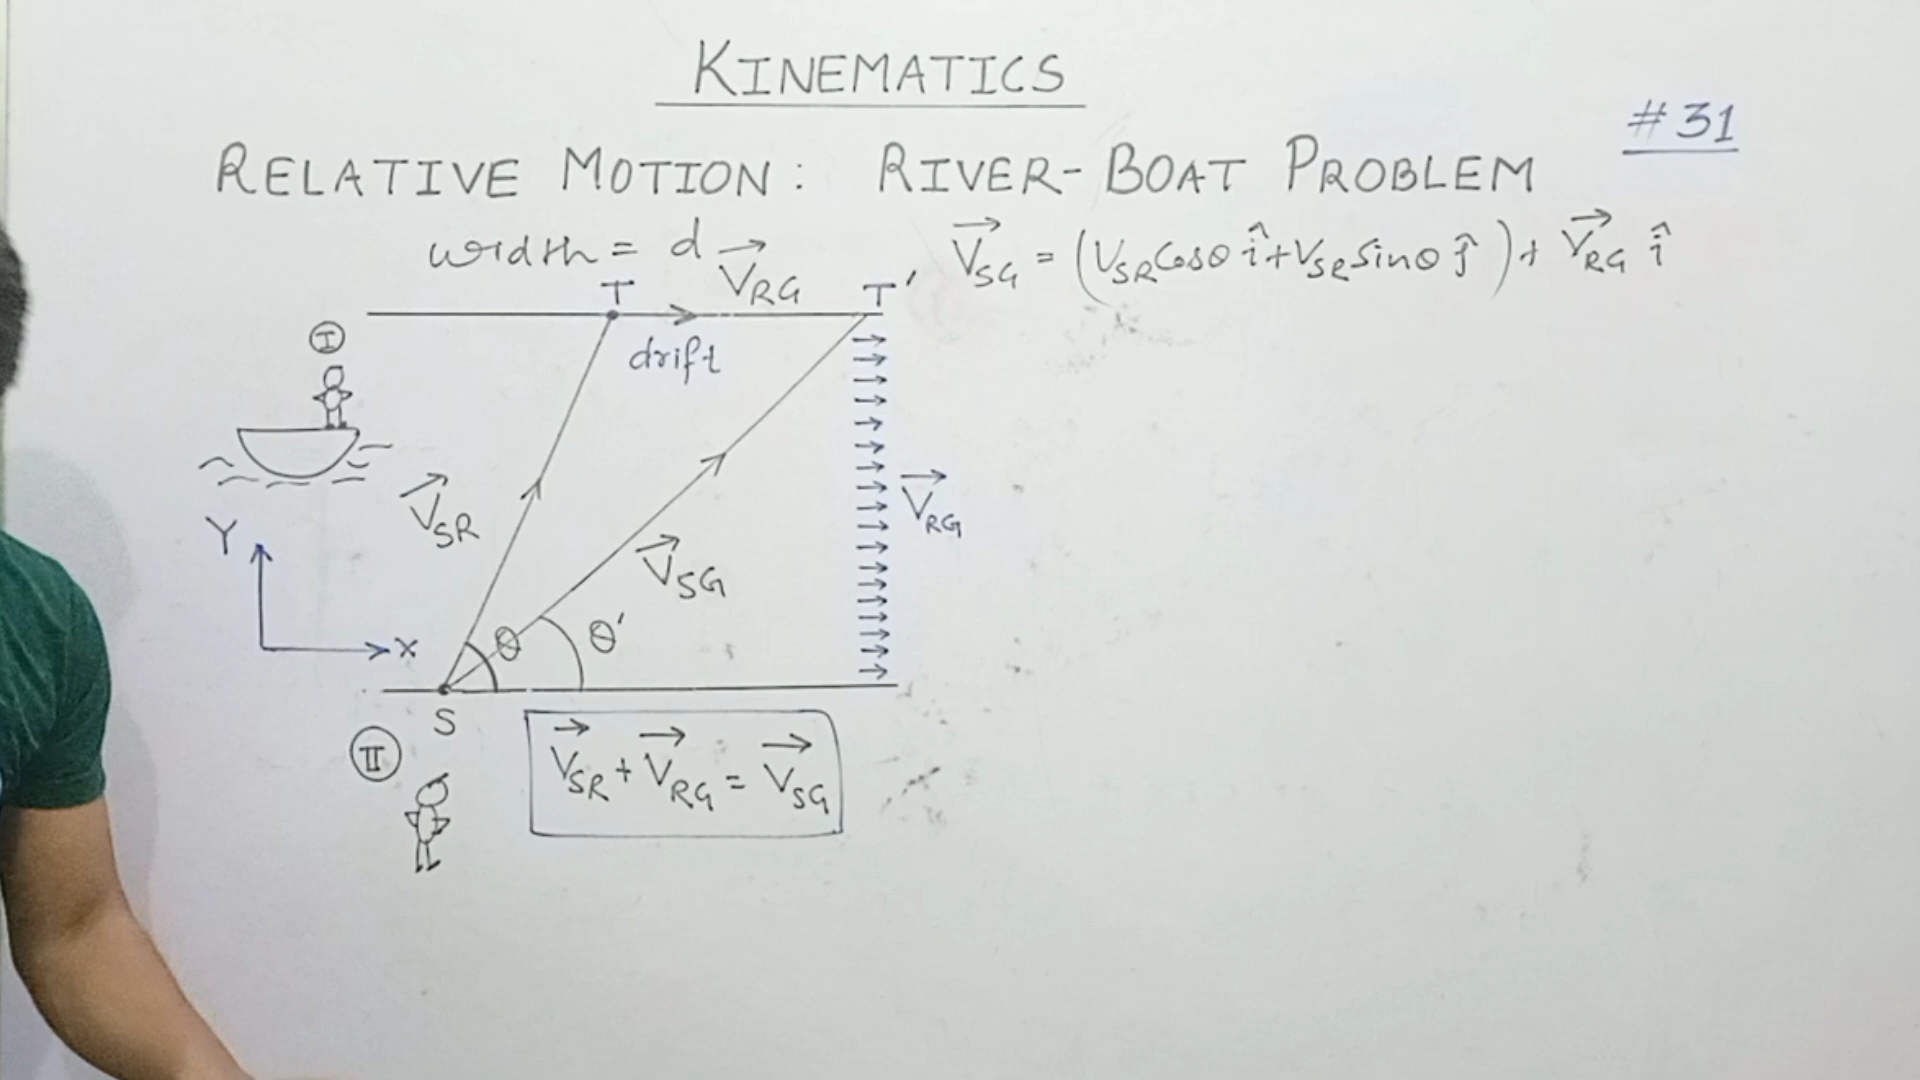 KINEMATICS
#31
RELATIVE MOTION: RIVER-BOAT PROBLEM
width = d
V⃗SG = (VSR Cosθ î + VSR Sinθ ĵ) + V⃗RG î
T
V⃗RG
T'
I
drift
V⃗SR
V⃗RG
Y
V⃗SG
X
θ
θ'
S
II
V⃗SR + V⃗RG = V⃗SG